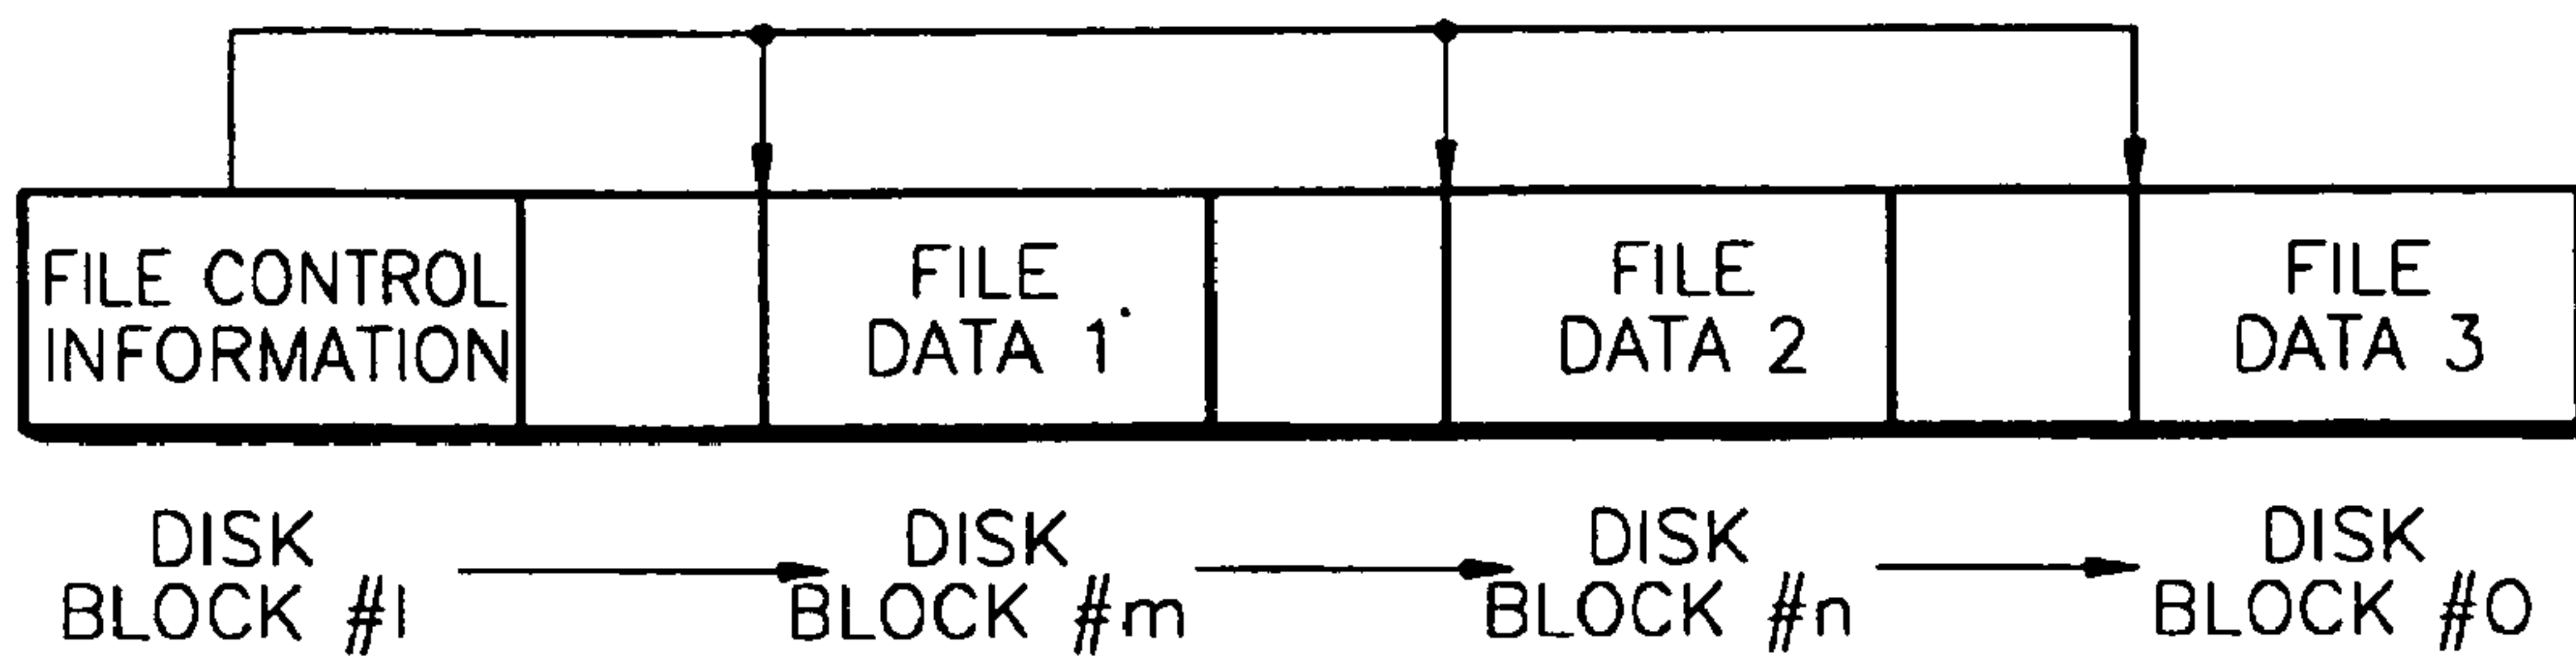 FILE CONTROL
INFORMATION
FILE
DATA 1
FILE
DATA 2
FILE
DATA 3
DISK
BLOCK #l
DISK
BLOCK #m
DISK
BLOCK #n
DISK
BLOCK #O